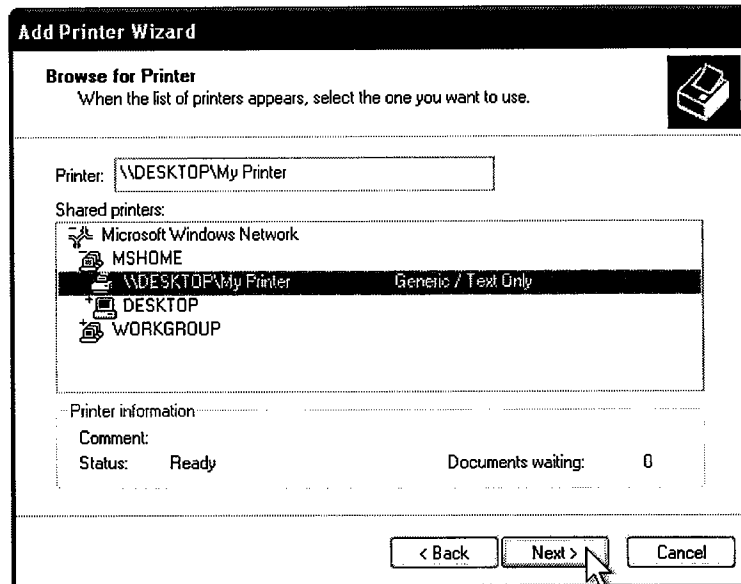 Add Printer Wizard
Browse for Printer
When the list of printers appears, select the one you want to use.
Printer: \\DESKTOP\My Printer
Shared printers:
Microsoft Windows Network
MSHOME
\\DESKTOP\My Printer Generic / Text Only
DESKTOP
WORKGROUP
Printer information
Comment:
Status: Ready Documents waiting: 0
< Back Next > Cancel